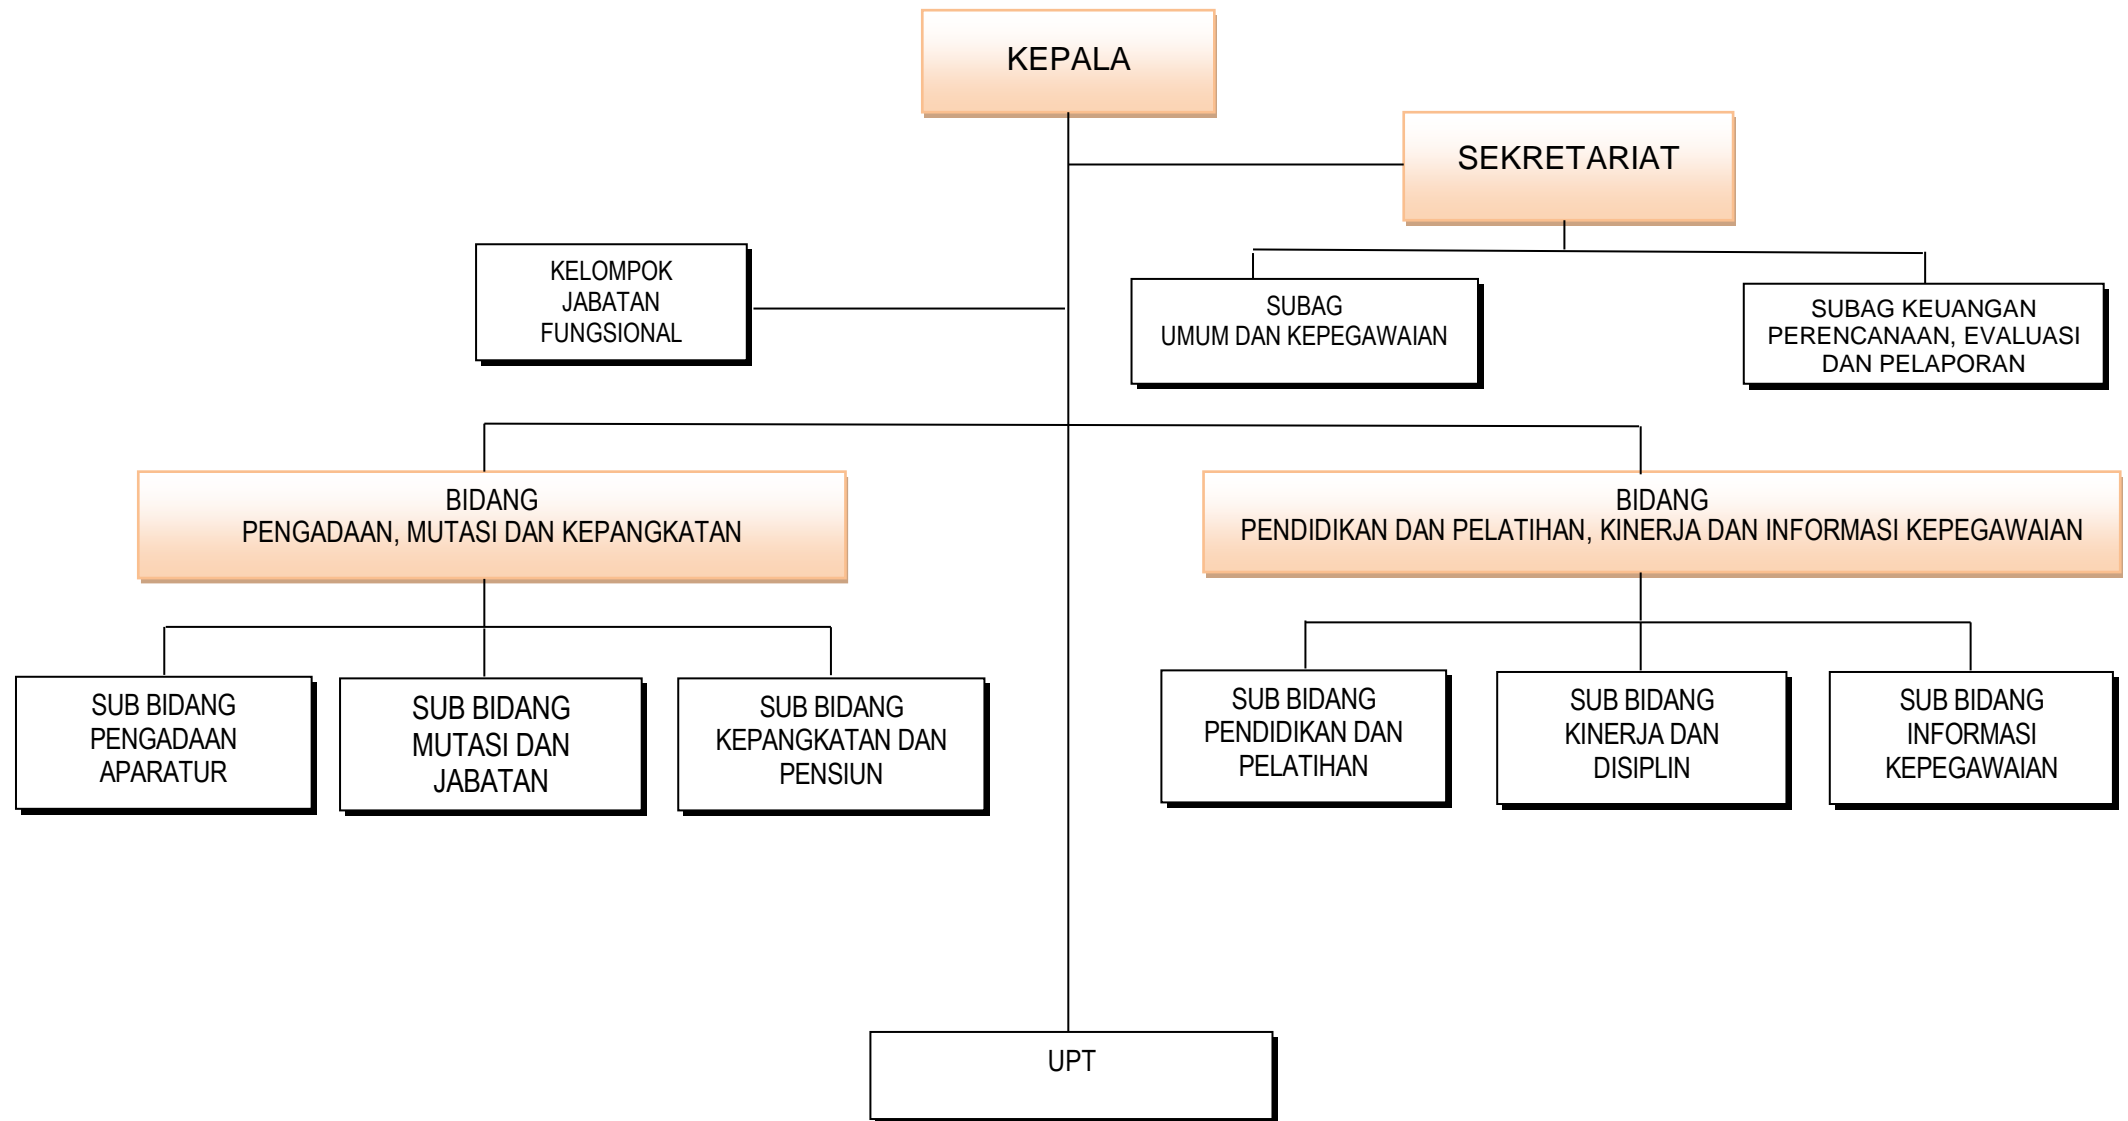 KEPALA
SEKRETARIAT
KELOMPOK
JABATAN
FUNGSIONAL
SUBAG
UMUM DAN KEPEGAWAIAN
SUBAG KEUANGAN
PERENCANAAN, EVALUASI
DAN PELAPORAN
BIDANG
PENGADAAN, MUTASI DAN KEPANGKATAN
BIDANG
PENDIDIKAN DAN PELATIHAN, KINERJA DAN INFORMASI KEPEGAWAIAN
SUB BIDANG
PENGADAAN
APARATUR
SUB BIDANG
MUTASI DAN
JABATAN
SUB BIDANG
KEPANGKATAN DAN
PENSIUN
SUB BIDANG
PENDIDIKAN DAN
PELATIHAN
SUB BIDANG
KINERJA DAN
DISIPLIN
SUB BIDANG
INFORMASI
KEPEGAWAIAN
UPT